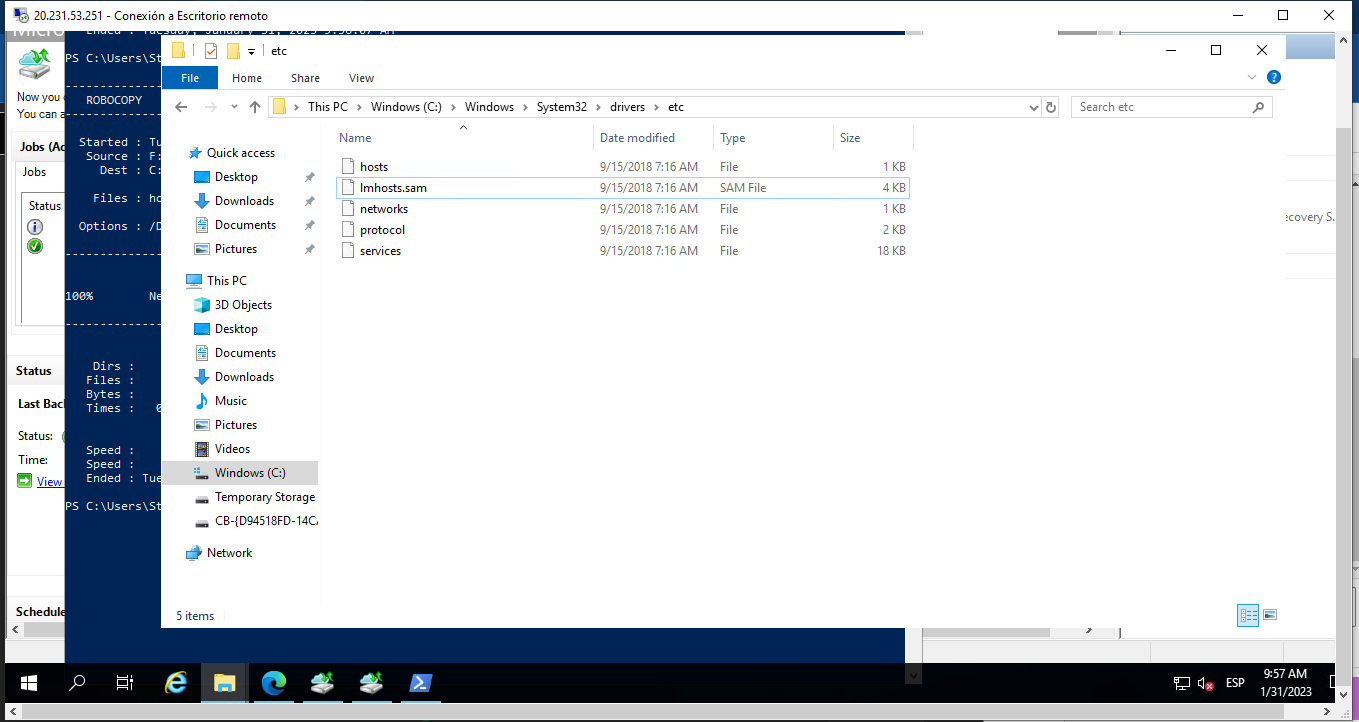 20.231.53.251 - Conexión a Escritorio remoto
Ended : Tuesday, January 31, 2023 9:56:07 AM
etc
PS C:\Users\St
File Home Share View
Now you
You can a
ROBOCOPY
This PC > Windows (C:) > Windows > System32 > drivers > etc
Search etc
Name Date modified Type Size
Jobs (Ac
Started : Tu
Source : F:
Dest : C:
Jobs
Files : ho
Status
Options : /D
100% Ne
Dirs :
Files :
Bytes :
Times : 0
Status
Last Back
Status:
Time:
View
Speed :
Speed :
Ended : Tue
PS C:\Users\St
Schedule
Quick access
Desktop
Downloads
Documents
Pictures
This PC
3D Objects
Desktop
Documents
Downloads
Music
Pictures
Videos
Windows (C:)
Temporary Storage
CB-{D94518FD-14CA
Network
hosts 9/15/2018 7:16 AM File 1 KB
lmhosts.sam 9/15/2018 7:16 AM SAM File 4 KB
networks 9/15/2018 7:16 AM File 1 KB
protocol 9/15/2018 7:16 AM File 2 KB
services 9/15/2018 7:16 AM File 18 KB
ecovery S.
5 items
ESP
9:57 AM
1/31/2023